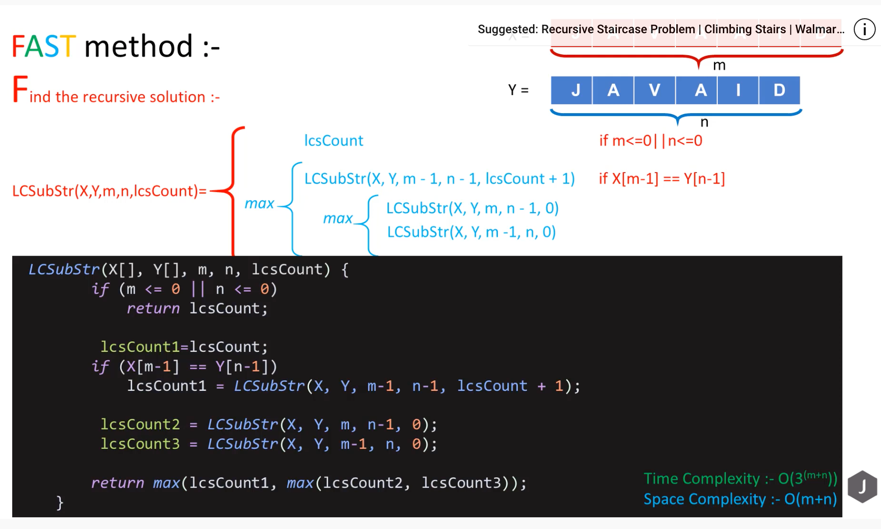 Suggested: Recursive Staircase Problem | Climbing Stairs | Walmar...
i
FAST method :-
m
Find the recursive solution :-
Y = J A V A I D
n
lcsCount if m<=0||n<=0
LCSubStr(X, Y, m - 1, n - 1, lcsCount + 1) if X[m-1] == Y[n-1]
LCSubStr(X,Y,m,n,lcsCount)=
max
LCSubStr(X, Y, m, n - 1, 0)
max
LCSubStr(X, Y, m -1, n, 0)
LCSubStr(X[], Y[], m, n, lcsCount) {
if (m <= 0 || n <= 0)
return lcsCount;
lcsCount1=lcsCount;
if (X[m-1] == Y[n-1])
lcsCount1 = LCSubStr(X, Y, m-1, n-1, lcsCount + 1);
lcsCount2 = LCSubStr(X, Y, m, n-1, 0);
lcsCount3 = LCSubStr(X, Y, m-1, n, 0);
return max(lcsCount1, max(lcsCount2, lcsCount3));
}
Time Complexity :- O(3^(m+n))
Space Complexity :- O(m+n)
J